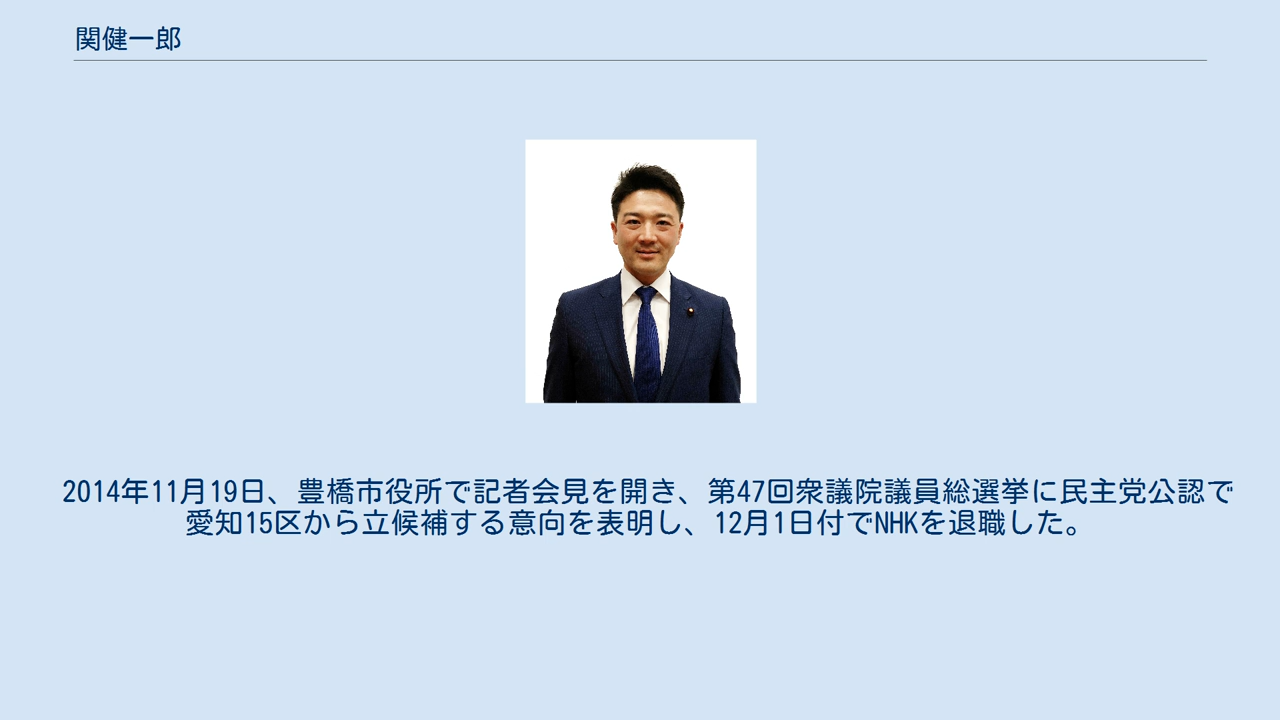 関健一郎
2014年11月19日、豊橋市役所で記者会見を開き、第47回衆議院議員総選挙に民主党公認で
愛知15区から立候補する意向を表明し、12月1日付でNHKを退職した。